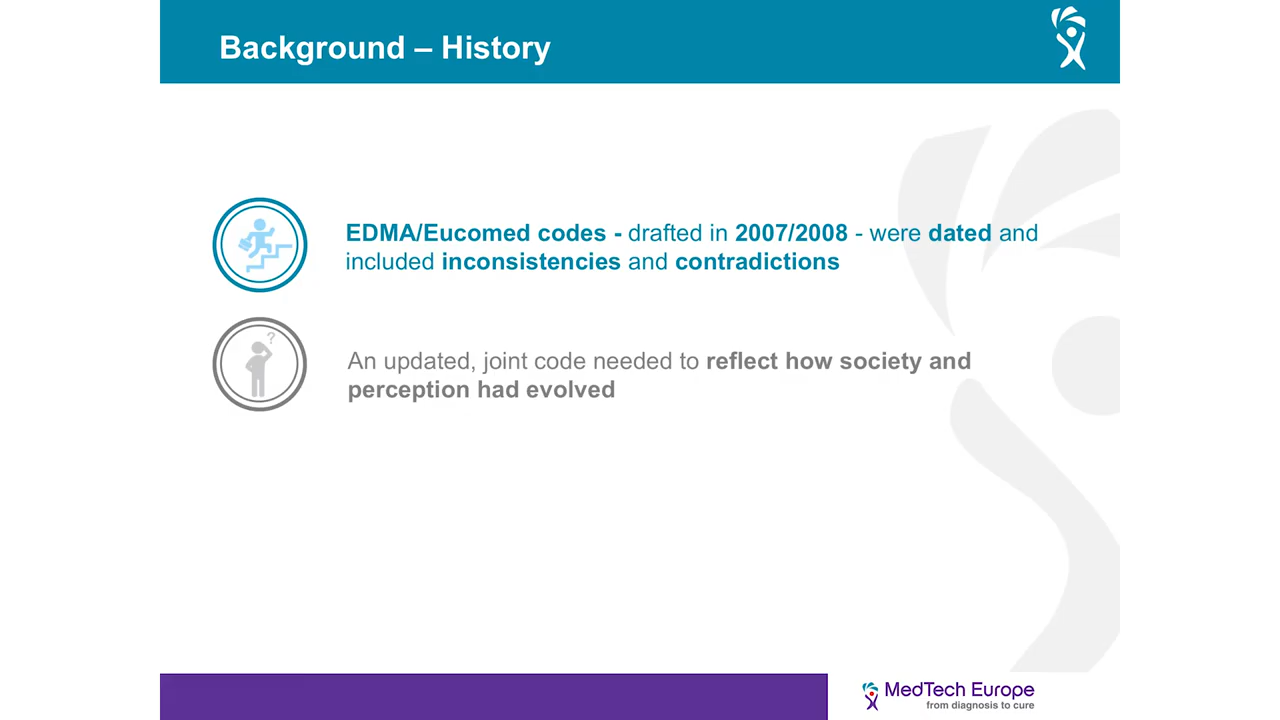 Background – History
EDMA/Eucomed codes - drafted in 2007/2008 - were dated and
included inconsistencies and contradictions
?
An updated, joint code needed to reflect how society and
perception had evolved
MedTech Europe
from diagnosis to cure